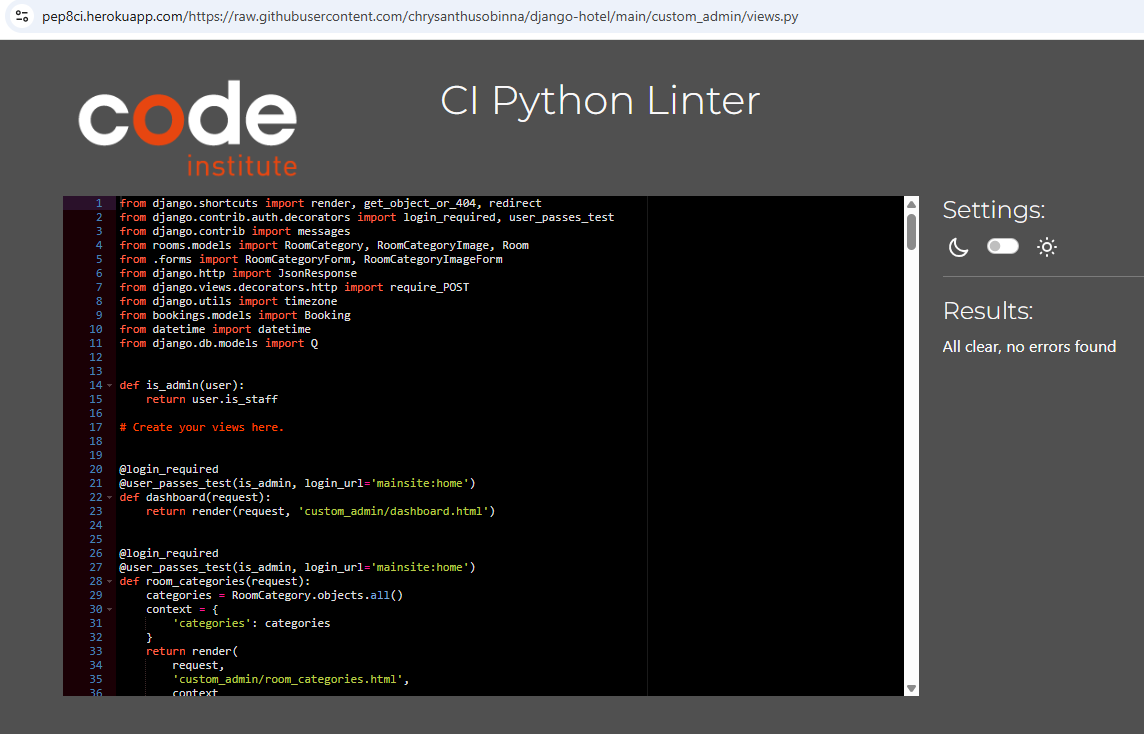 pep8ci.herokuapp.com/https://raw.githubusercontent.com/chrysanthusobinna/django-hotel/main/custom_admin/views.py
code
institute
CI Python Linter
1 from django.shortcuts import render, get_object_or_404, redirect
2 from django.contrib.auth.decorators import login_required, user_passes_test
3 from django.contrib import messages
4 from rooms.models import RoomCategory, RoomCategoryImage, Room
5 from .forms import RoomCategoryForm, RoomCategoryImageForm
6 from django.http import JsonResponse
7 from django.views.decorators.http import require_POST
8 from django.utils import timezone
9 from bookings.models import Booking
10 from datetime import datetime
11 from django.db.models import Q
12
13
14 def is_admin(user):
15     return user.is_staff
16
17 # Create your views here.
18
19
20 @login_required
21 @user_passes_test(is_admin, login_url='mainsite:home')
22 def dashboard(request):
23     return render(request, 'custom_admin/dashboard.html')
24
25
26 @login_required
27 @user_passes_test(is_admin, login_url='mainsite:home')
28 def room_categories(request):
29     categories = RoomCategory.objects.all()
30     context = {
31         'categories': categories
32     }
33     return render(
34         request,
35         'custom_admin/room_categories.html',
36         context
Settings:
Results:
All clear, no errors found